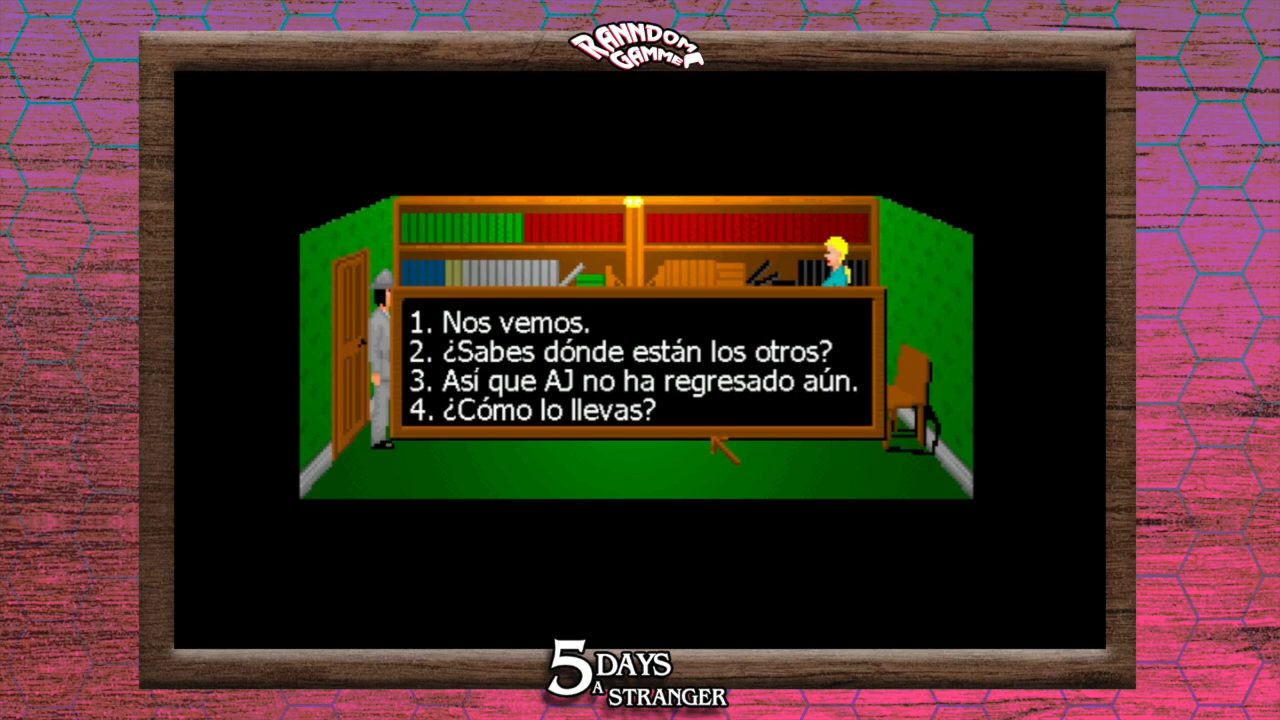 RANNDOM
GAMME
1. Nos vemos.
2. ¿Sabes dónde están los otros?
3. Así que AJ no ha regresado aún.
4. ¿Cómo lo llevas?
5 DAYS
A STRANGER